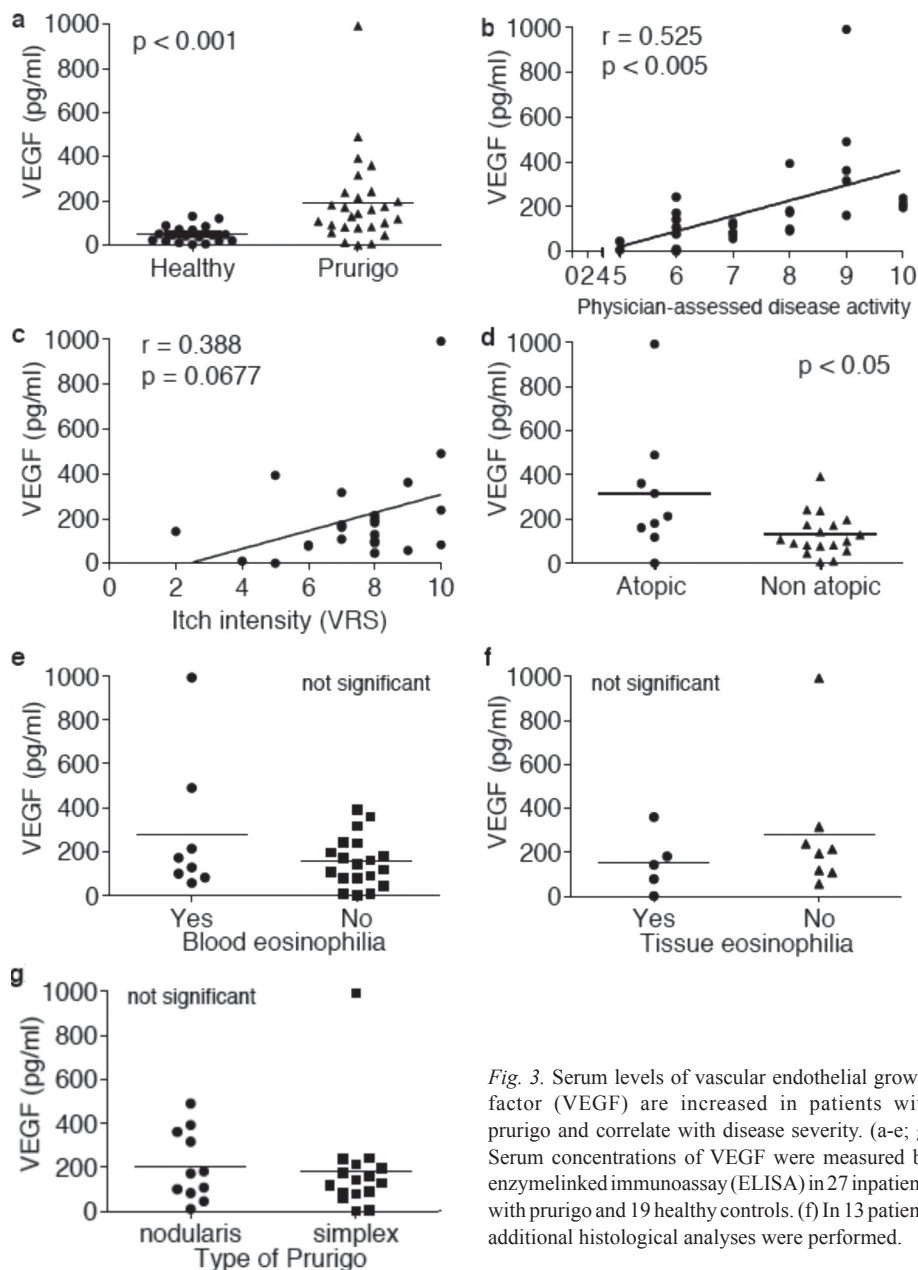 a
p < 0.001
VEGF (pg/ml)
1000
800
600
400
200
0
Healthy Prurigo
b
r = 0.525
p < 0.005
VEGF (pg/ml)
1000
800
600
400
200
0
0 2 4 5 6 7 8 9 10
Physician-assessed disease activity
c
r = 0.388
p = 0.0677
VEGF (pg/ml)
1000
800
600
400
200
0
0 2 4 6 8 10
Itch intensity (VRS)
d
p < 0.05
VEGF (pg/ml)
1000
800
600
400
200
0
Atopic Non atopic
e
not significant
VEGF (pg/ml)
1000
800
600
400
200
0
Yes No
Blood eosinophilia
f
not significant
VEGF (pg/ml)
1000
800
600
400
200
0
Yes No
Tissue eosinophilia
g
not significant
VEGF (pg/ml)
1000
800
600
400
200
0
nodularis simplex
Type of Prurigo
Fig. 3. Serum levels of vascular endothelial grow
factor (VEGF) are increased in patients wit
prurigo and correlate with disease severity. (a-e; g
Serum concentrations of VEGF were measured b
enzymelinked immunoassay (ELISA) in 27 inpatien
with prurigo and 19 healthy controls. (f) In 13 patien
additional histological analyses were performed.